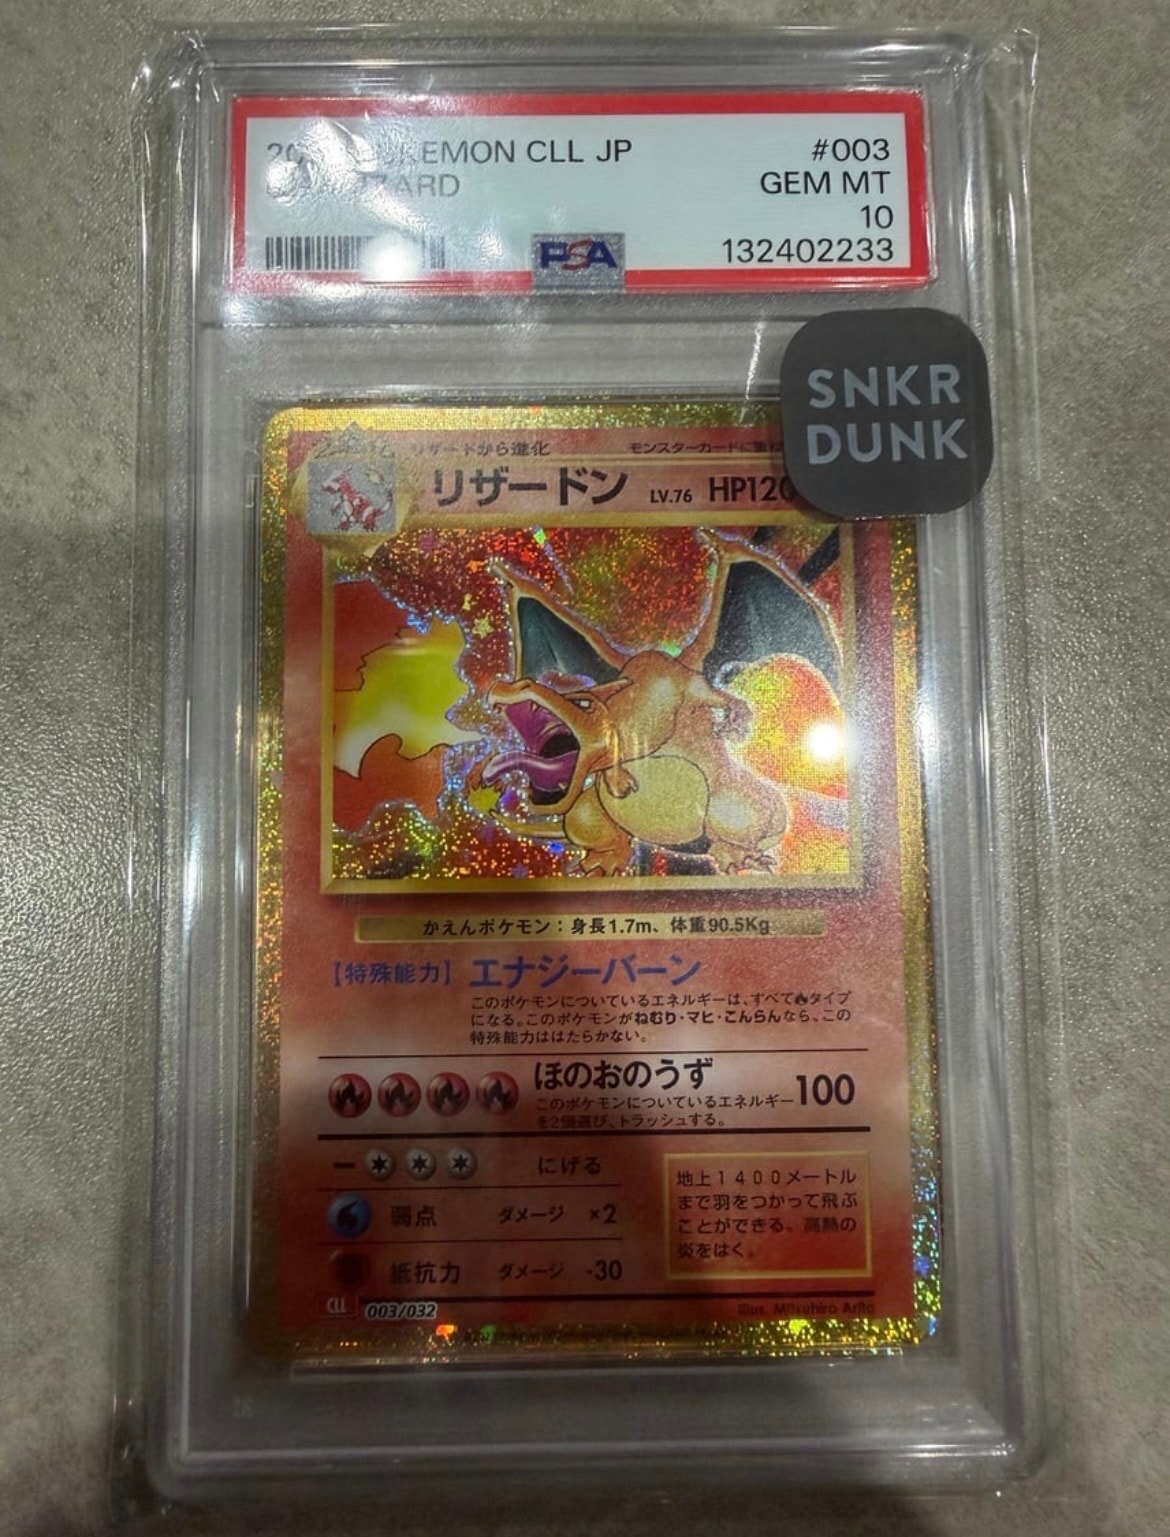 KEMON CLL JP
#003
ZARD
GEM MT
10
PSA
132402233
SNKR
DUNK
リザードから進化
モンスターカードに重ね
リザードン LV.76 HP120
かえんポケモン：身長1.7m、体重90.5Kg
【特殊能力】エナジーバーン
このポケモンについているエネルギーは、すべてタイプ
になる。このポケモンがねむり・マヒ・こんらんなら、この
特殊能力ははたらかない。
ほのおのうず 100
このポケモンについているエネルギー
を2個選び、トラッシュする。
にげる
弱点 ダメージ ×2
抵抗力 ダメージ -30
地上1400メートル
まで羽をつかって飛ぶ
ことができる。高熱の
炎をはく。
CLL 003/032
Illus. Mitsuhiro Arita